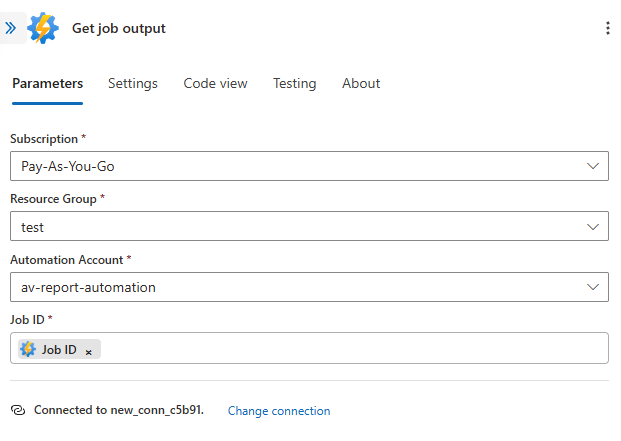 Get job output
Parameters Settings Code view Testing About
Subscription *
Pay-As-You-Go
Resource Group *
test
Automation Account *
av-report-automation
Job ID *
Job ID ×
Connected to new_conn_c5b91. Change connection